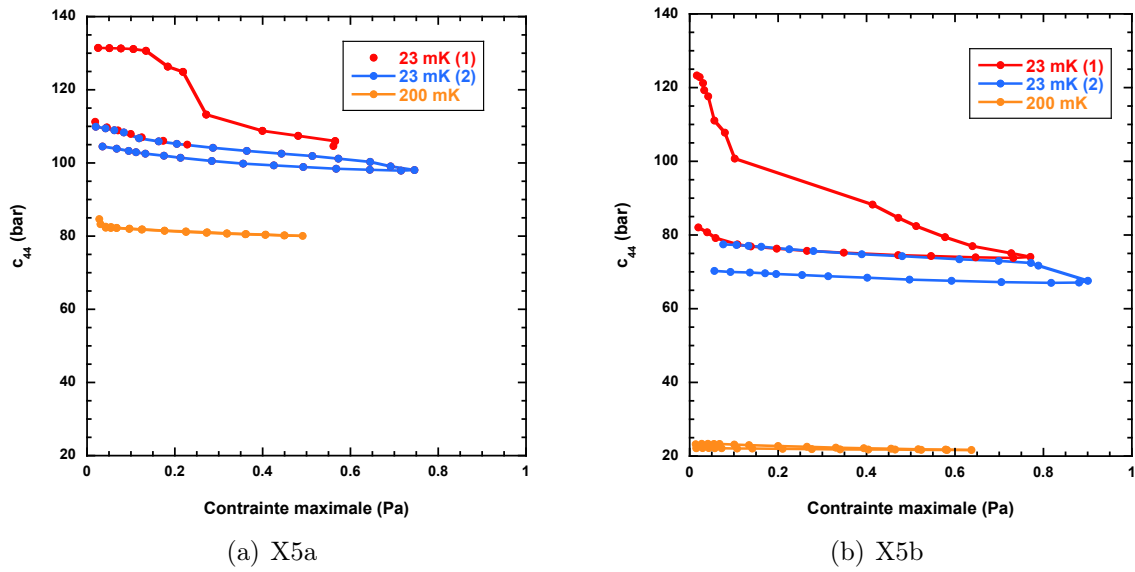 140
120
100
80
60
40
20
0
0.2
0.4
0.6
0.8
1
c44 (bar)
Contrainte maximale (Pa)
23 mK (1)
23 mK (2)
200 mK
(a) X5a
140
120
100
80
60
40
20
0
0.2
0.4
0.6
0.8
1
c44 (bar)
Contrainte maximale (Pa)
23 mK (1)
23 mK (2)
200 mK
(b) X5b